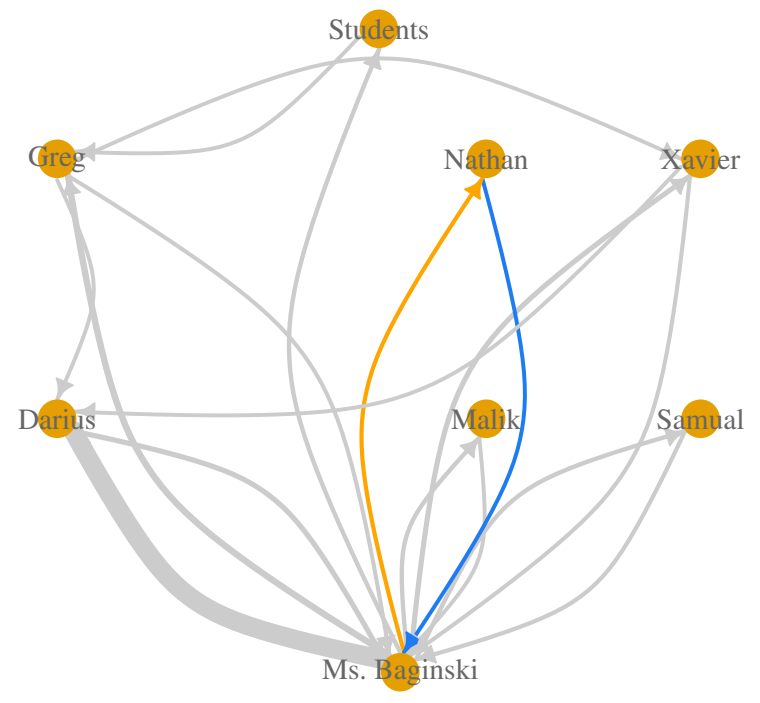 Students
Greg
Nathan
Xavier
Darius
Malik
Samual
Ms. Baginski